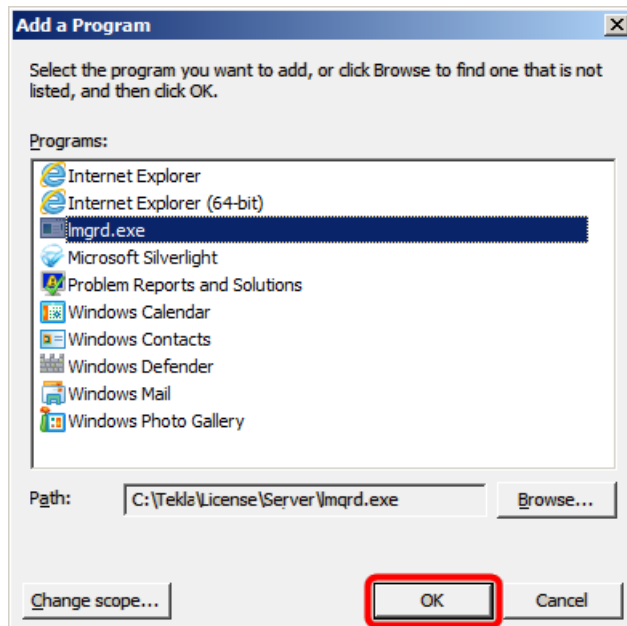 Add a Program
Select the program you want to add, or click Browse to find one that is not
listed, and then click OK.
Programs:
Internet Explorer
Internet Explorer (64-bit)
lmgrd.exe
Microsoft Silverlight
Problem Reports and Solutions
Windows Calendar
Windows Contacts
Windows Defender
Windows Mail
Windows Photo Gallery
Path: C:\Tekla\License\Server\lmgrd.exe Browse...
Change scope... OK Cancel